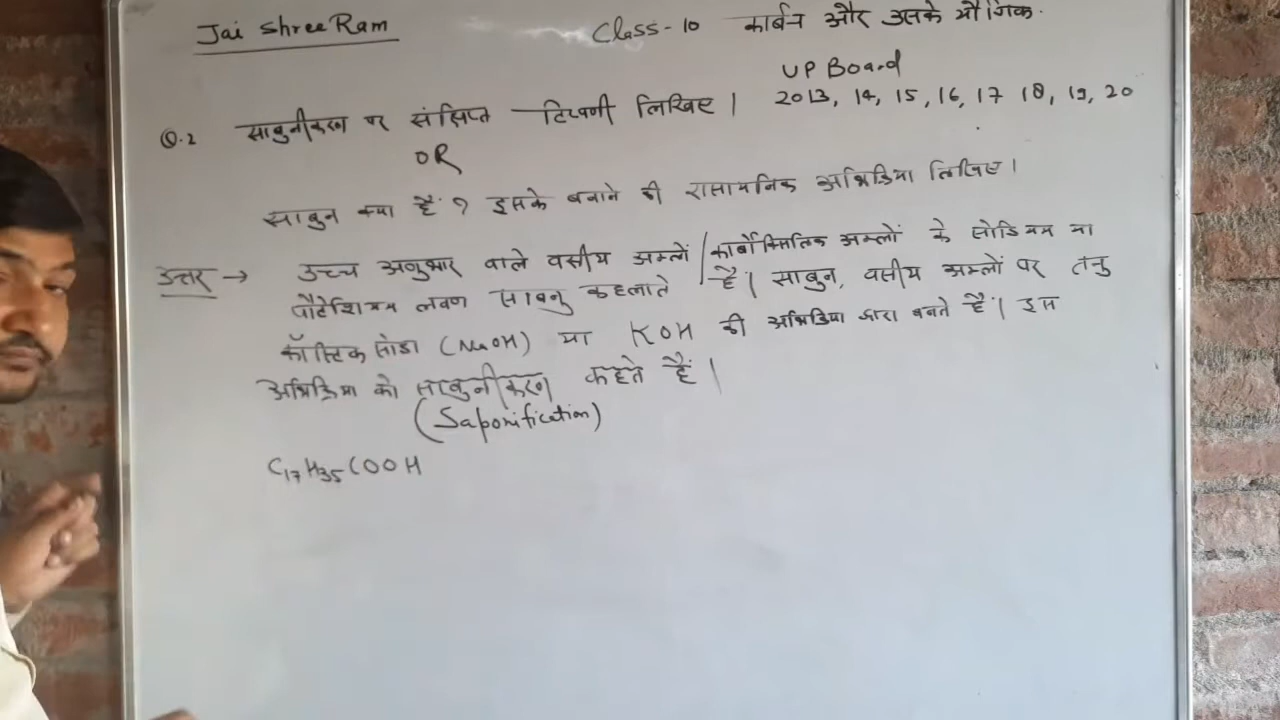 Jai Shree Ram
Class-10 कार्बन और उसके यौगिक.
UP Board
Q.2 साबुनीकरण पर संक्षिप्त टिप्पणी लिखिए। 2013, 14, 15, 16, 17 18, 19, 20
OR
साबुन क्या है ? इसके बनाने की रासायनिक अभिक्रिया लिखिए।
उत्तर → उच्च अणुभार वाले वसीय अम्लों / कार्बोक्सिलिक अम्लों के सोडियम या
पौटेशियम लवण साबुन कहलाते है। साबुन, वसीय अम्लों पर तनु
कॉस्टिक सोडा (NaOH) या KOH की अभिक्रिया द्वारा बनते है। इस
अभिक्रिया को साबुनीकरण कहते हैं।
(Saponification)
C₁₇H₃₅COOH